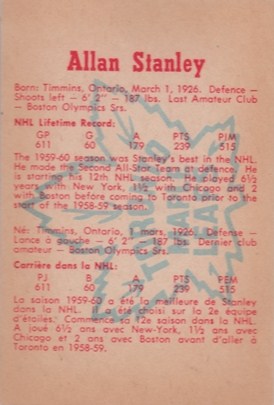 Allan Stanley
Born: Timmins, Ontario, March 1, 1926. Defence —
Shoots left — 6' 2" — 187 lbs. Last Amateur Club
— Boston Olympics Srs.
NHL Lifetime Record:
GP G A PTS PJM
611 60 179 239 515
The 1959-60 season was Stanley's best in the NHL.
He made the Second All-Star Team at defence. He
is starting his 12th NHL season. He played 6½
years with New York, 1½ with Chicago and 2
with Boston before coming to Toronto prior to the
start of the 1958-59 season.
Né: Timmins, Ontario, 1 mars, 1926. Défense —
Lance à gauche — 6' 2" — 187 lbs. Dernier club
amateur — Boston Olympics Srs.
Carrière dans la NHL:
PJ B A PTS PEM
611 60 179 239 515
La saison 1959-60 a été la meilleure de Stanley
dans la NHL. Il a été choisi sur la 2e équipe
d'étoiles. Commence sa 12e saison dans la NHL.
A joué 6½ ans avec New-York, 1½ ans avec
Chicago et 2 ans avec Boston avant d'aller à
Toronto en 1958-59.